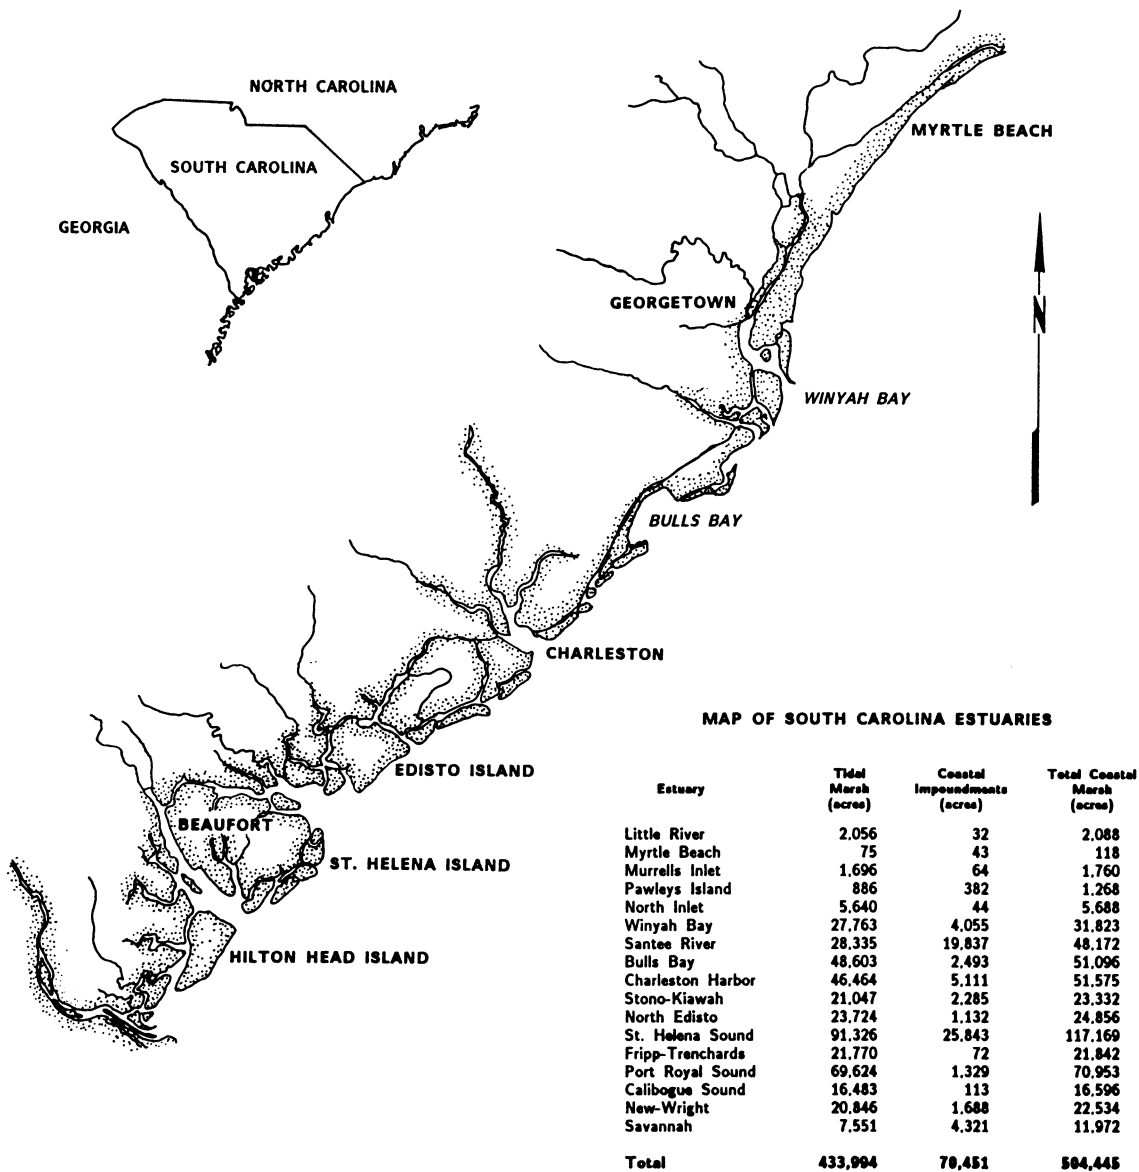 NORTH CAROLINA
SOUTH CAROLINA
GEORGIA
MYRTLE BEACH
N
GEORGETOWN
WINYAH BAY
BULLS BAY
CHARLESTON
EDISTO ISLAND
BEAUFORT
ST. HELENA ISLAND
HILTON HEAD ISLAND
MAP OF SOUTH CAROLINA ESTUARIES
Estuary Tidal Marsh (acres) Coastal Impoundments (acres) Total Coastal Marsh (acres)
Little River 2.056 32 2.088
Myrtle Beach 75 43 118
Murrells Inlet 1,696 64 1,760
Pawleys Island 886 382 1,268
North Inlet 5,640 44 5,688
Winyah Bay 27,763 4,055 31,823
Santee River 28,335 19,837 48,172
Bulls Bay 48,603 2,493 51,096
Charleston Harbor 46,464 5,111 51,575
Stono-Kiawah 21,047 2,285 23,332
North Edisto 23,724 1,132 24,856
St. Helena Sound 91,326 25,843 117,169
Fripp-Trenchards 21,770 72 21,842
Port Royal Sound 69,624 1,329 70,953
Calibogue Sound 16,483 113 16,596
New-Wright 20,846 1,688 22,534
Savannah 7,551 4,321 11,972
Total 433,994 70,451 504,445